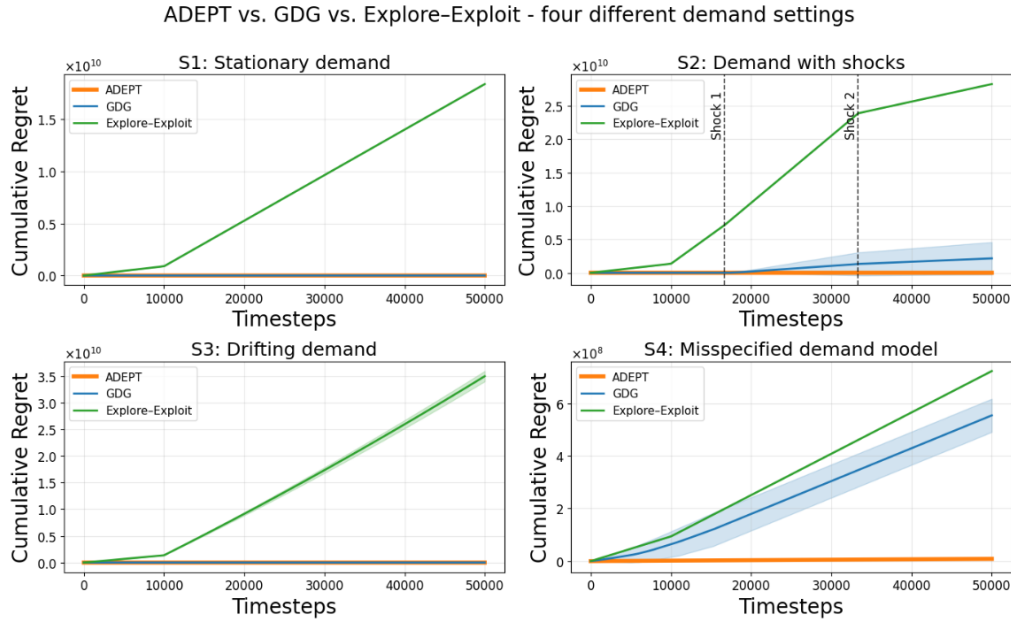 ADEPT vs. GDG vs. Explore–Exploit - four different demand settings
S1: Stationary demand
×10¹⁰
Cumulative Regret
1.5
1.0
0.5
0.0
ADEPT
GDG
Explore–Exploit
0 10000 20000 30000 40000 50000
Timesteps
S2: Demand with shocks
×10¹⁰
Cumulative Regret
2.5
2.0
1.5
1.0
0.5
0.0
ADEPT
GDG
Explore–Exploit
Shock 1
Shock 2
0 10000 20000 30000 40000 50000
Timesteps
S3: Drifting demand
×10¹⁰
Cumulative Regret
3.5
3.0
2.5
2.0
1.5
1.0
0.5
0.0
ADEPT
GDG
Explore–Exploit
0 10000 20000 30000 40000 50000
Timesteps
S4: Misspecified demand model
×10⁸
Cumulative Regret
6
4
2
0
ADEPT
GDG
Explore–Exploit
0 10000 20000 30000 40000 50000
Timesteps